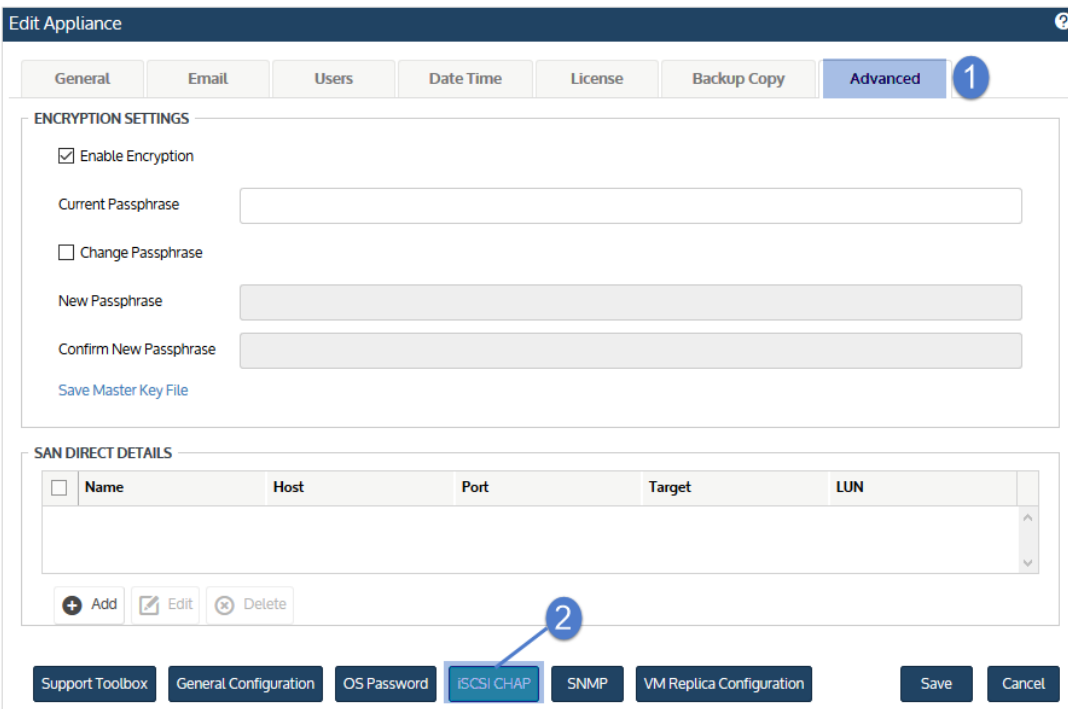 Edit Appliance ?
General Email Users Date Time License Backup Copy Advanced 1
ENCRYPTION SETTINGS
Enable Encryption
Current Passphrase
Change Passphrase
New Passphrase
Confirm New Passphrase
Save Master Key File
SAN DIRECT DETAILS
Name Host Port Target LUN
Add Edit Delete
2
Support Toolbox General Configuration OS Password iSCSI CHAP SNMP VM Replica Configuration Save Cancel